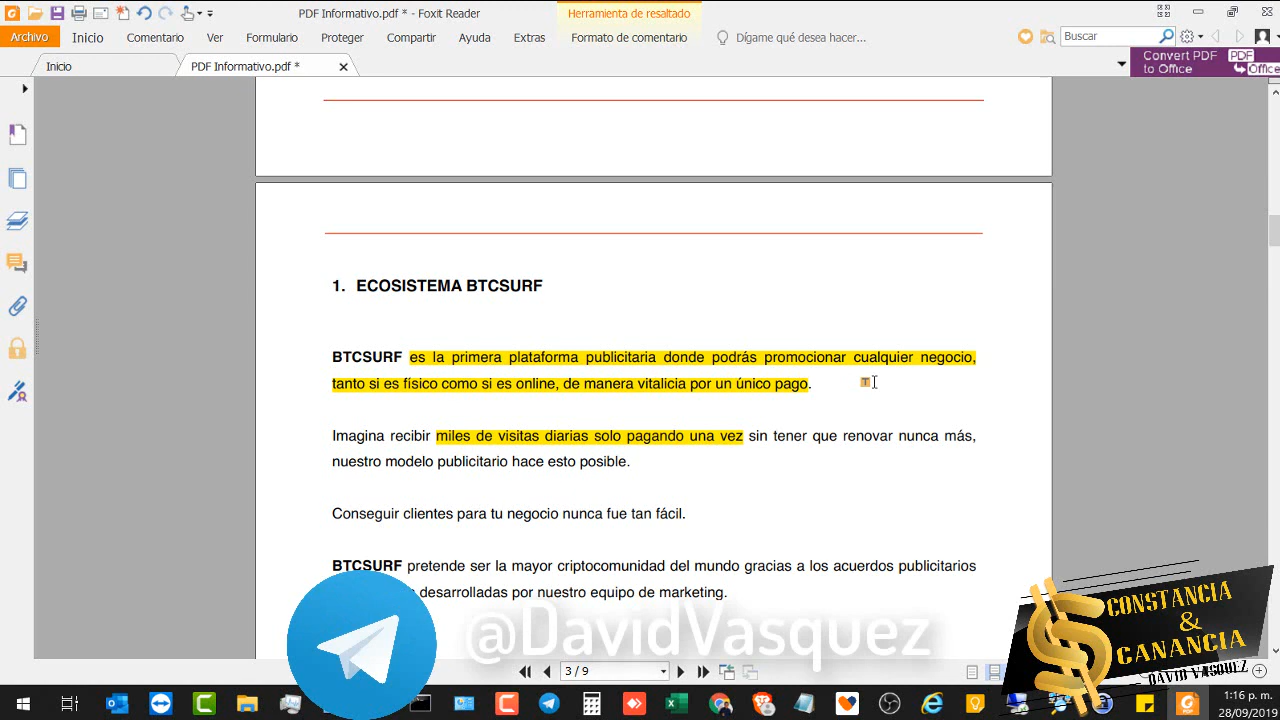 PDF Informativo.pdf * - Foxit Reader
Herramienta de resaltado
Archivo
Inicio
Comentario
Ver
Formulario
Proteger
Compartir
Ayuda
Extras
Formato de comentario
Dígame qué desea hacer...
Buscar
Inicio
PDF Informativo.pdf *
Convert PDF
to Office
PDF
Office
1. ECOSISTEMA BTCSURF
BTCSURF es la primera plataforma publicitaria donde podrás promocionar cualquier negocio,
tanto si es físico como si es online, de manera vitalicia por un único pago.
Imagina recibir miles de visitas diarias solo pagando una vez sin tener que renovar nunca más,
nuestro modelo publicitario hace esto posible.
Conseguir clientes para tu negocio nunca fue tan fácil.
BTCSURF pretende ser la mayor criptocomunidad del mundo gracias a los acuerdos publicitarios
desarrolladas por nuestro equipo de marketing.
@DavidVasquez
CONSTANCIA
&
GANANCIA
DAVID VASQUEZ
3 / 9
1:16 p. m.
28/09/2019